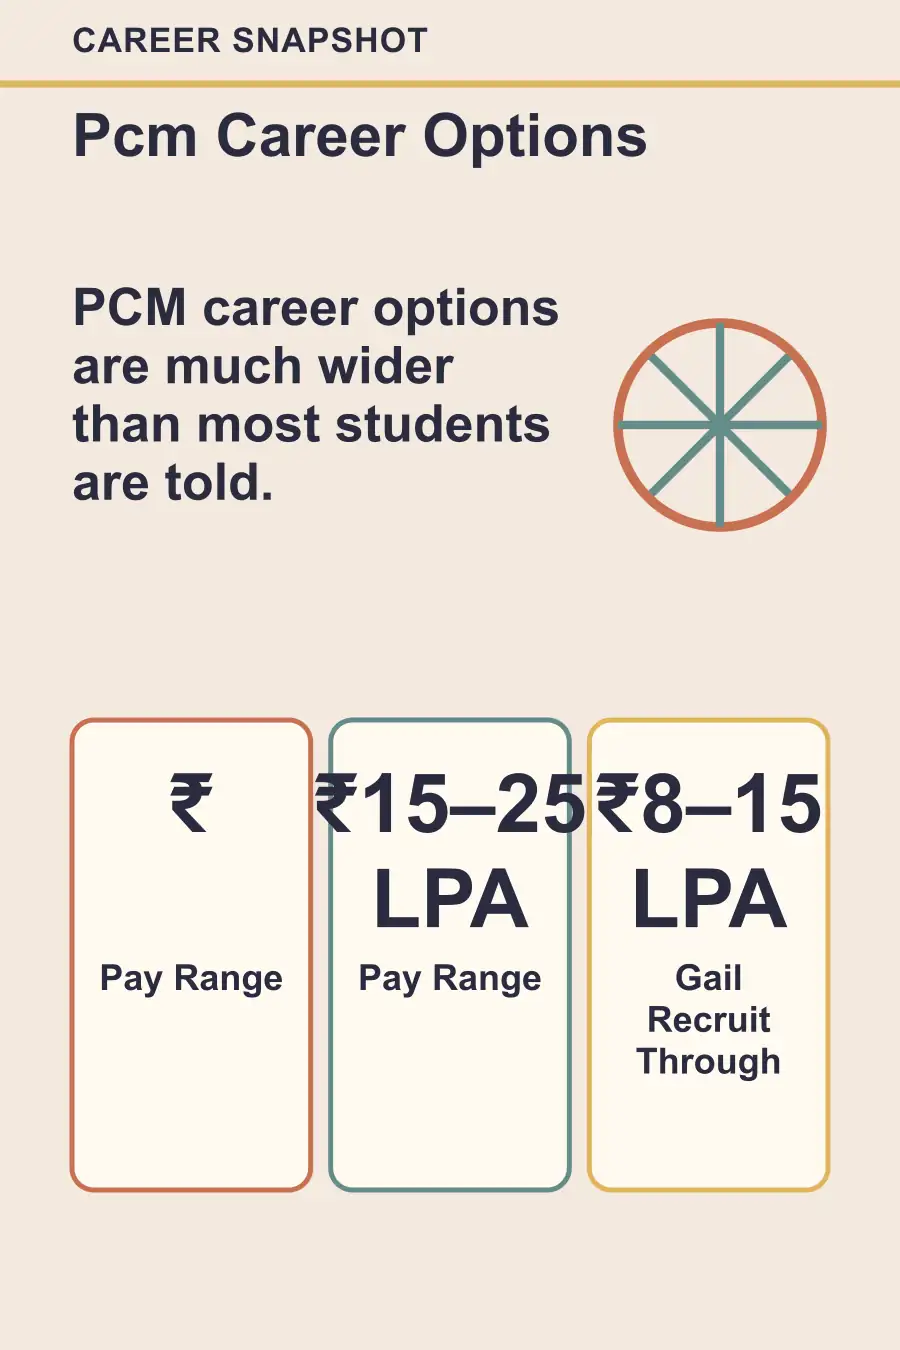 CAREER SNAPSHOT
Pcm Career Options
PCM career options
are much wider
than most students
are told.
₹
Pay Range
₹15–25
LPA
Pay Range
₹8–15
LPA
Gail
Recruit
Through